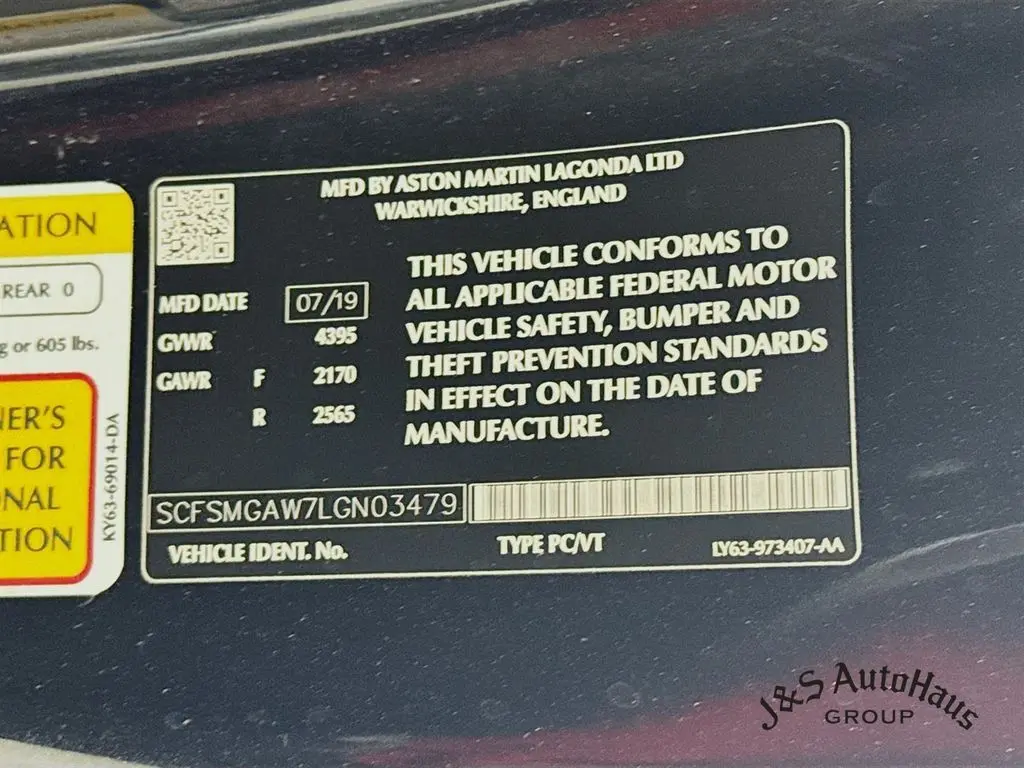 MFD BY ASTON MARTIN LAGONDA LTD
WARWICKSHIRE, ENGLAND
THIS VEHICLE CONFORMS TO
ALL APPLICABLE FEDERAL MOTOR
VEHICLE SAFETY, BUMPER AND
THEFT PREVENTION STANDARDS
IN EFFECT ON THE DATE OF
MANUFACTURE.
MFD DATE 07/19
GVWR 4395
GAWR F 2170
R 2565
SCFSMGAW7LGN03479
VEHICLE IDENT. No. TYPE PC/VT LY63-973407-AA
ATION
REAR 0
g or 605 lbs.
NER'S
FOR
ONAL
TION
KY63-69014-DA
J&S AutoHaus
GROUP